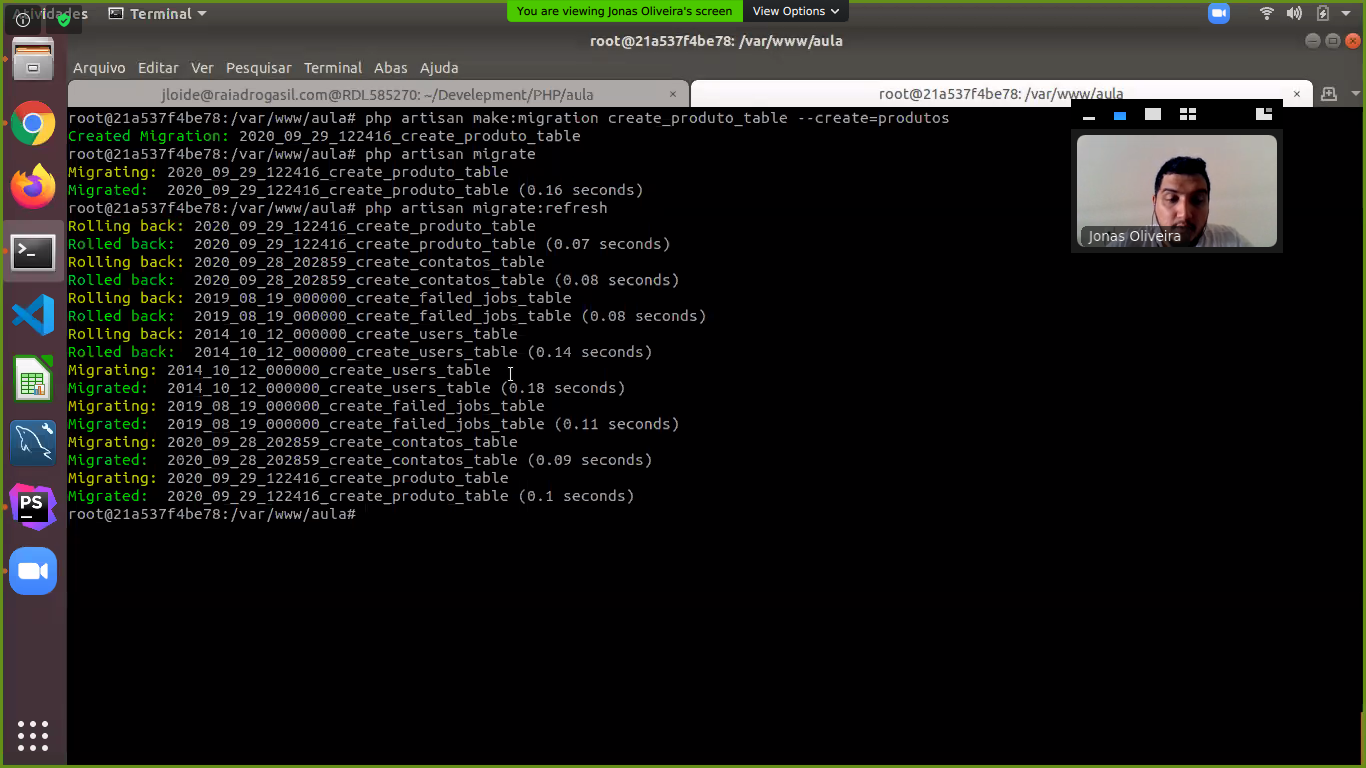 Atividades
Terminal
You are viewing Jonas Oliveira's screen
View Options
root@21a537f4be78: /var/www/aula
Arquivo Editar Ver Pesquisar Terminal Abas Ajuda
jloide@raiadrogasil.com@RDL585270: ~/Develepment/PHP/aula
root@21a537f4be78: /var/www/aula
root@21a537f4be78:/var/www/aula# php artisan make:migration create_produto_table --create=produtos
Created Migration: 2020_09_29_122416_create_produto_table
root@21a537f4be78:/var/www/aula# php artisan migrate
Migrating: 2020_09_29_122416_create_produto_table
Migrated:  2020_09_29_122416_create_produto_table (0.16 seconds)
root@21a537f4be78:/var/www/aula# php artisan migrate:refresh
Rolling back: 2020_09_29_122416_create_produto_table
Rolled back:  2020_09_29_122416_create_produto_table (0.07 seconds)
Rolling back: 2020_09_28_202859_create_contatos_table
Rolled back:  2020_09_28_202859_create_contatos_table (0.08 seconds)
Rolling back: 2019_08_19_000000_create_failed_jobs_table
Rolled back:  2019_08_19_000000_create_failed_jobs_table (0.08 seconds)
Rolling back: 2014_10_12_000000_create_users_table
Rolled back:  2014_10_12_000000_create_users_table (0.14 seconds)
Migrating: 2014_10_12_000000_create_users_table
Migrated:  2014_10_12_000000_create_users_table (0.18 seconds)
Migrating: 2019_08_19_000000_create_failed_jobs_table
Migrated:  2019_08_19_000000_create_failed_jobs_table (0.11 seconds)
Migrating: 2020_09_28_202859_create_contatos_table
Migrated:  2020_09_28_202859_create_contatos_table (0.09 seconds)
Migrating: 2020_09_29_122416_create_produto_table
Migrated:  2020_09_29_122416_create_produto_table (0.1 seconds)
root@21a537f4be78:/var/www/aula#
Jonas Oliveira
PS